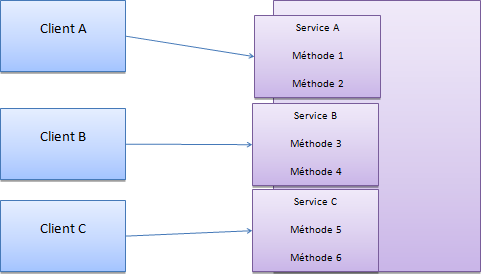 Client A
Service A
Méthode 1
Méthode 2
Client B
Service B
Méthode 3
Méthode 4
Client C
Service C
Méthode 5
Méthode 6